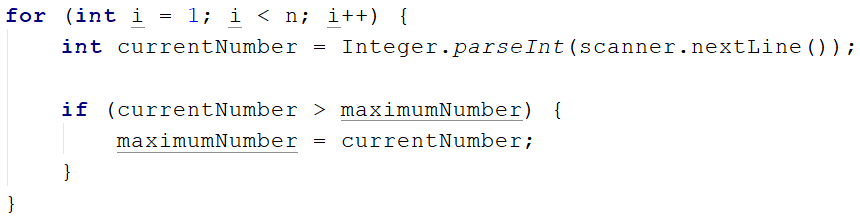 for (int i = 1; i < n; i++) {
    int currentNumber = Integer.parseInt(scanner.nextLine());
    if (currentNumber > maximumNumber) {
        maximumNumber = currentNumber;
    }
}